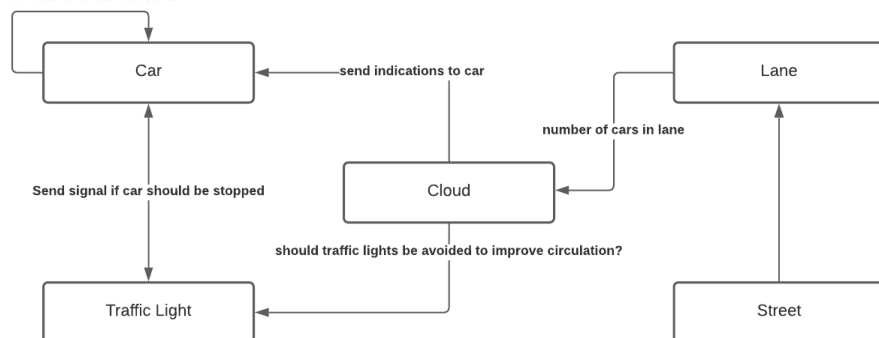 Car
send indications to car
Lane
number of cars in lane
Send signal if car should be stopped
Cloud
should traffic lights be avoided to improve circulation?
Traffic Light
Street